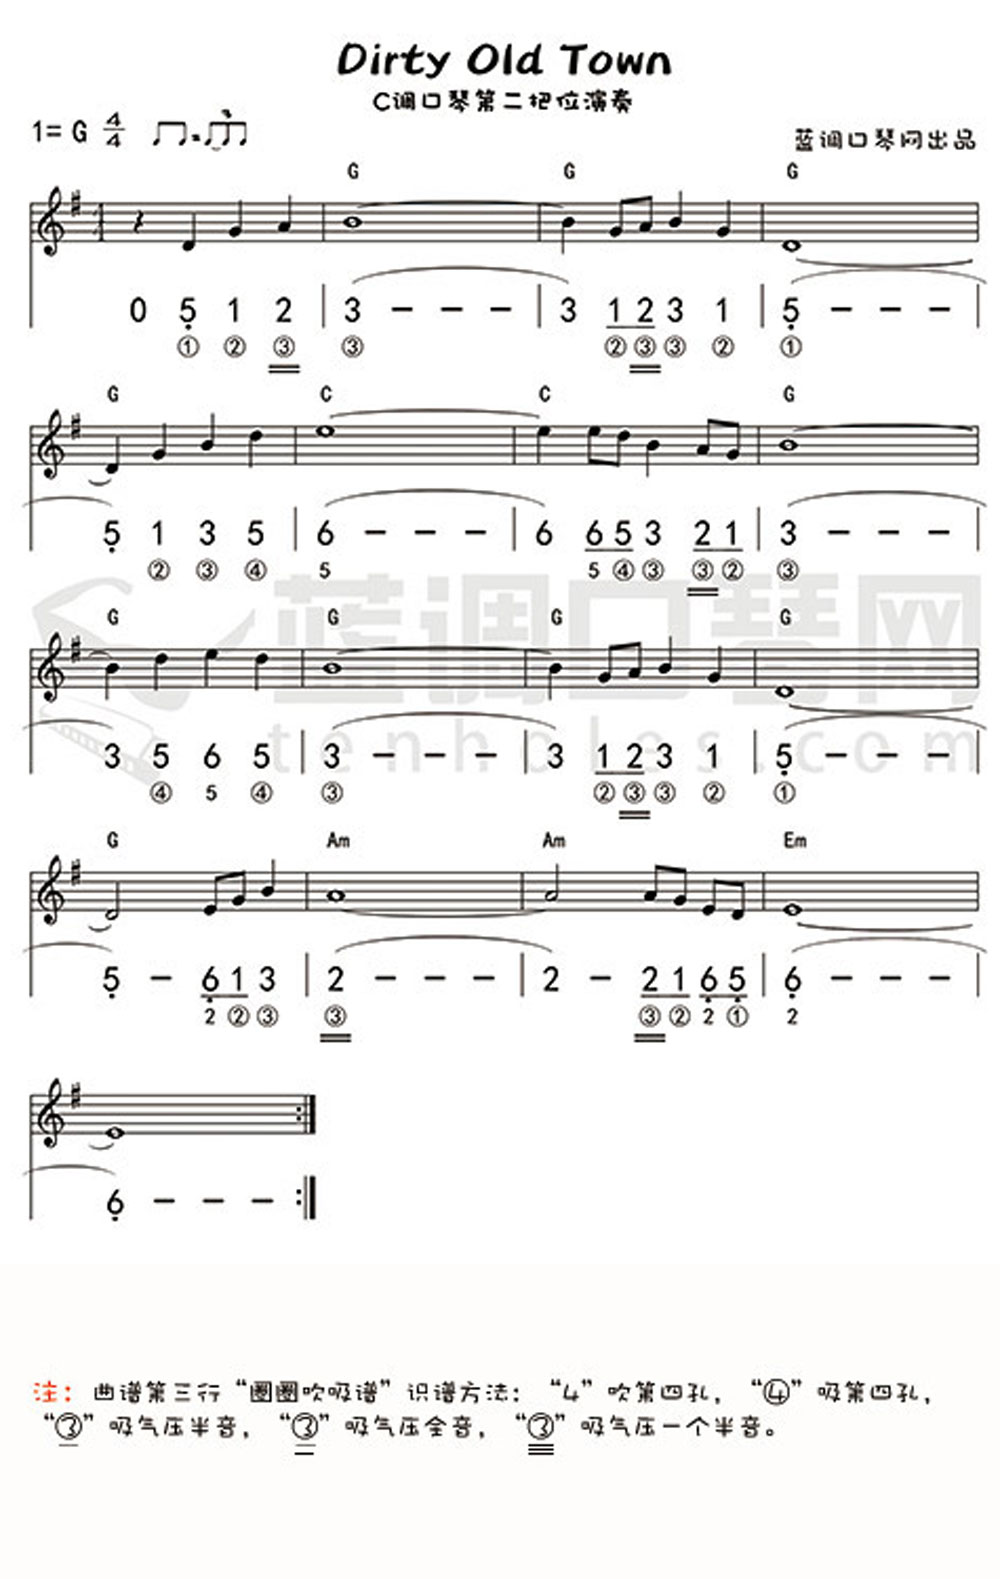 Dirty Old Town
C调口琴第二把位演奏
1= G 4/4
蓝调口琴网出品
G G G
0 5 1 2 | 3 - - - | 3 1 2 3 1 | 5 - - - |
① ② ③ ③ ② ③ ③ ② ①
G C C G
5 1 3 5 | 6 - - - | 6 6 5 3 2 1 | 3 - - - |
② ③ ④ 5 5 ④ ③ ③ ② ③
蓝调口琴网
G G G G
3 5 6 5 | 3 - - - | 3 1 2 3 1 | 5 - - - |
tenholes.com
④ 5 ④ ③ ② ③ ③ ② ①
G Am Am Em
5 - 6 1 3 | 2 - - - | 2 - 2 1 6 5 | 6 - - - |
2 ② ③ ③ ③ ② 2 ① 2
6 - - - :|
注: 曲谱第三行“圈圈吹吸谱”识谱方法: “4”吹第四孔, “④”吸第四孔,
“③”吸气压半音, “③”吸气压全音, “③”吸气压一个半音。